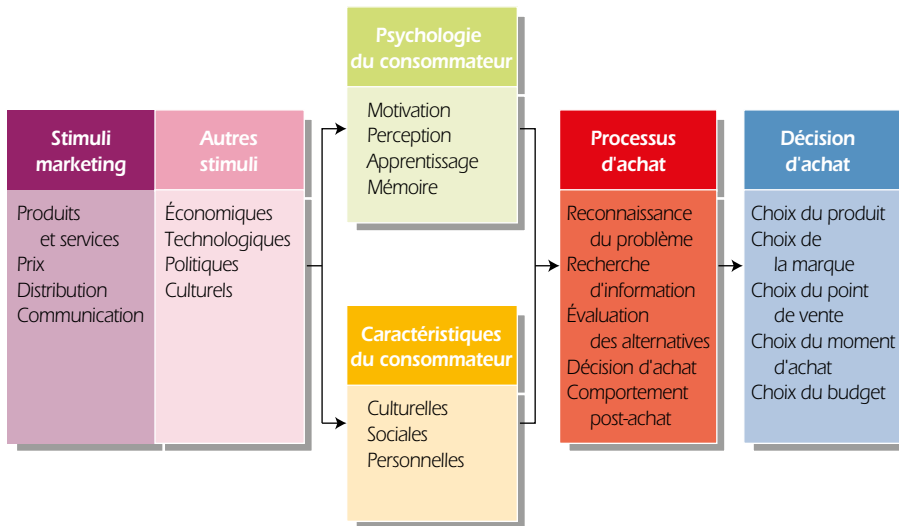 Stimuli
marketing
Produits
et services
Prix
Distribution
Communication
Autres
stimuli
Économiques
Technologiques
Politiques
Culturels
Psychologie
du consommateur
Motivation
Perception
Apprentissage
Mémoire
Caractéristiques
du consommateur
Culturelles
Sociales
Personnelles
Processus
d'achat
Reconnaissance
du problème
Recherche
d'information
Évaluation
des alternatives
Décision d'achat
Comportement
post-achat
Décision
d'achat
Choix du produit
Choix de
la marque
Choix du point
de vente
Choix du moment
d'achat
Choix du budget